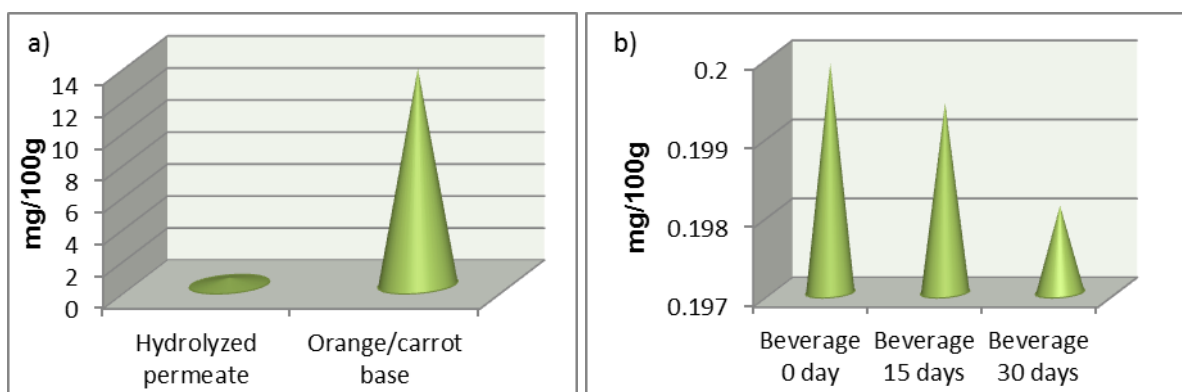 a)
mg/100g
14
12
10
8
6
4
2
0
Hydrolyzed
permeate
Orange/carrot
base
b)
mg/100g
0.2
0.199
0.198
0.197
Beverage
0 day
Beverage
15 days
Beverage
30 days